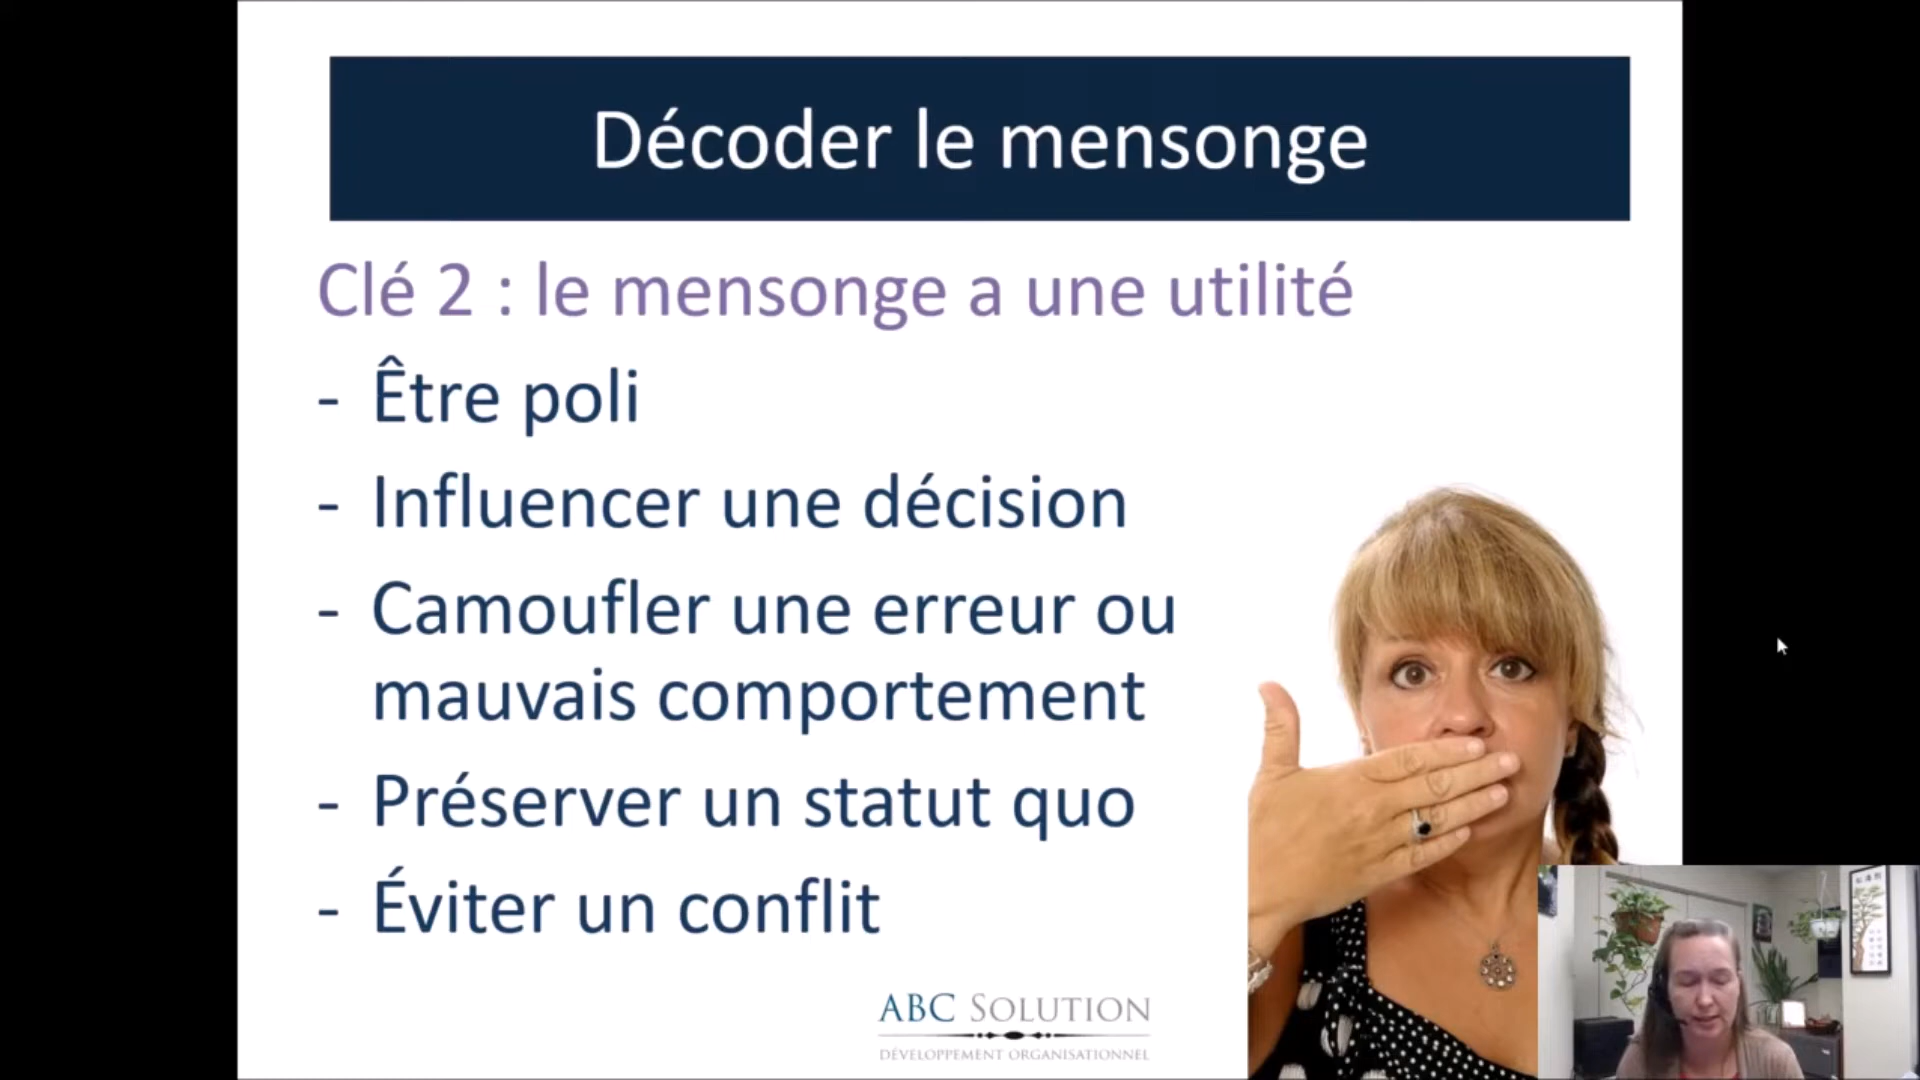 Décoder le mensonge
Clé 2 : le mensonge a une utilité
- Être poli
- Influencer une décision
- Camoufler une erreur ou
mauvais comportement
- Préserver un statut quo
- Éviter un conflit
ABC SOLUTION
DÉVELOPPEMENT ORGANISATIONNEL